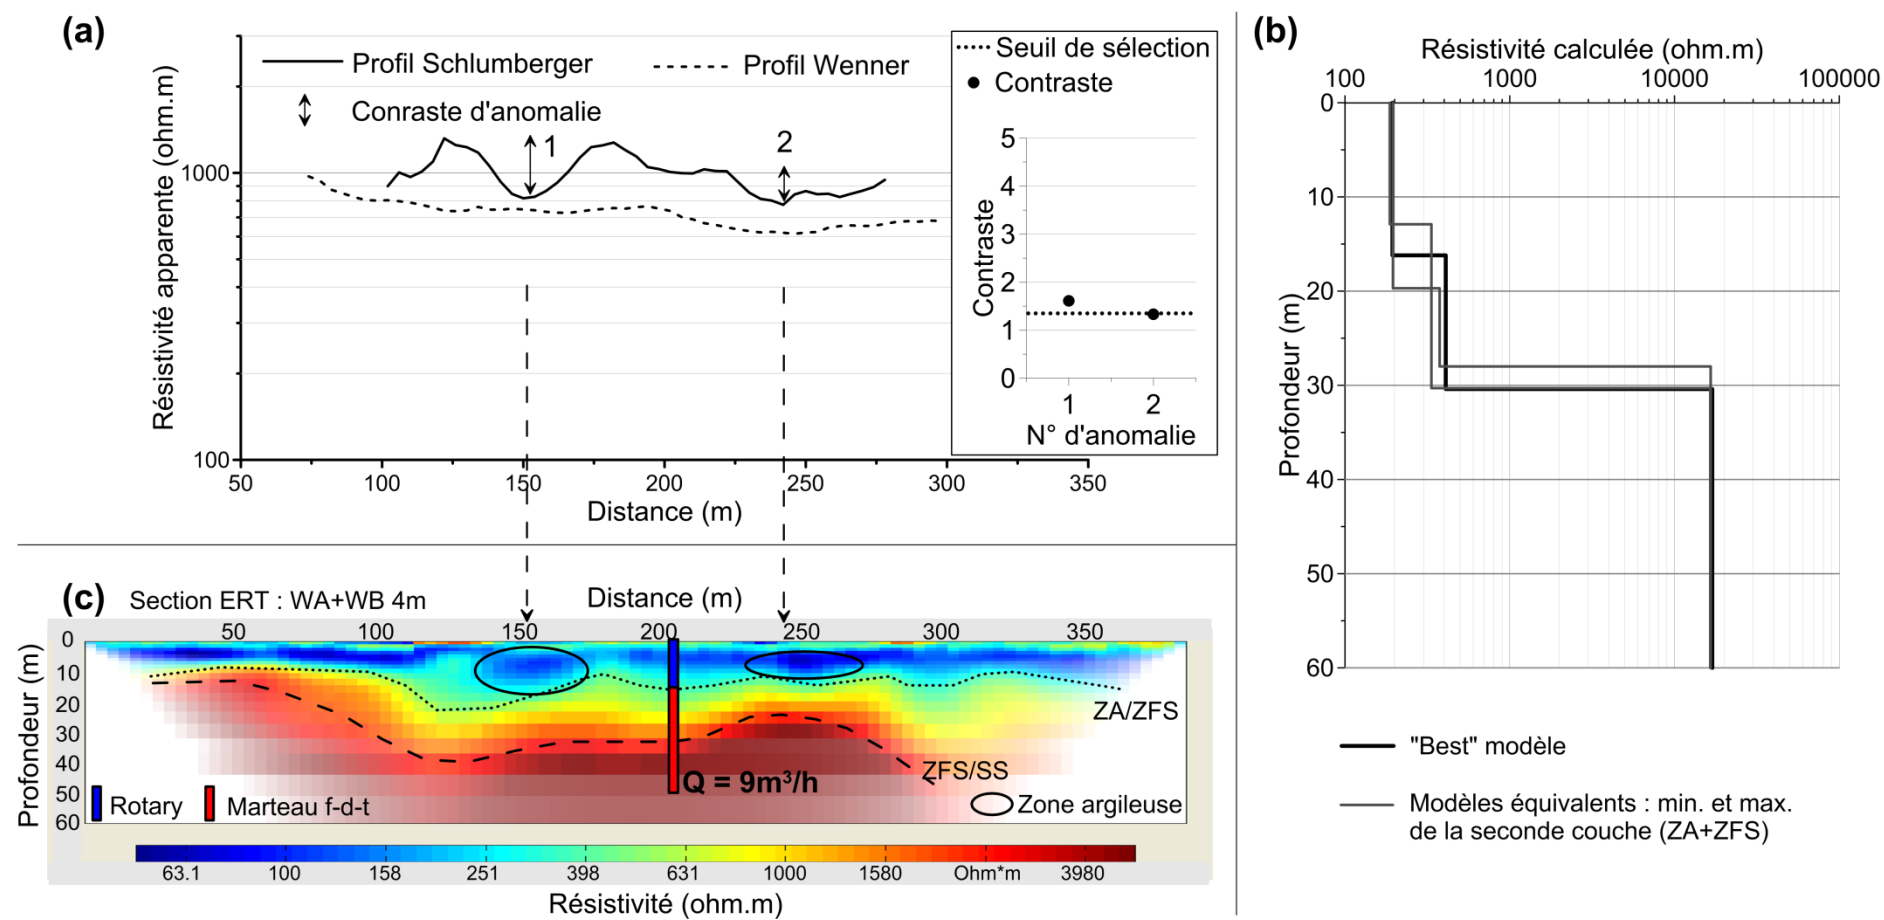 (a)
Profil Schlumberger
Profil Wenner
Conraste d'anomalie
1
2
Résistivité apparente (ohm.m)
1000
100
50 100 150 200 250 300 350
Distance (m)
Seuil de sélection
Contraste
Contraste
5
4
3
2
1
0
1 2
N° d'anomalie
(b)
Résistivité calculée (ohm.m)
100 1000 10000 100000
Profondeur (m)
0
10
20
30
40
50
60
"Best" modèle
Modèles équivalents : min. et max.
de la seconde couche (ZA+ZFS)
(c)
Section ERT : WA+WB 4m
Distance (m)
50 100 150 200 250 300 350
Profondeur (m)
0
10
20
30
40
50
60
ZA/ZFS
ZFS/SS
Q = 9m³/h
Rotary
Marteau f-d-t
Zone argileuse
63.1 100 158 251 398 631 1000 1580 Ohm*m 3980
Résistivité (ohm.m)